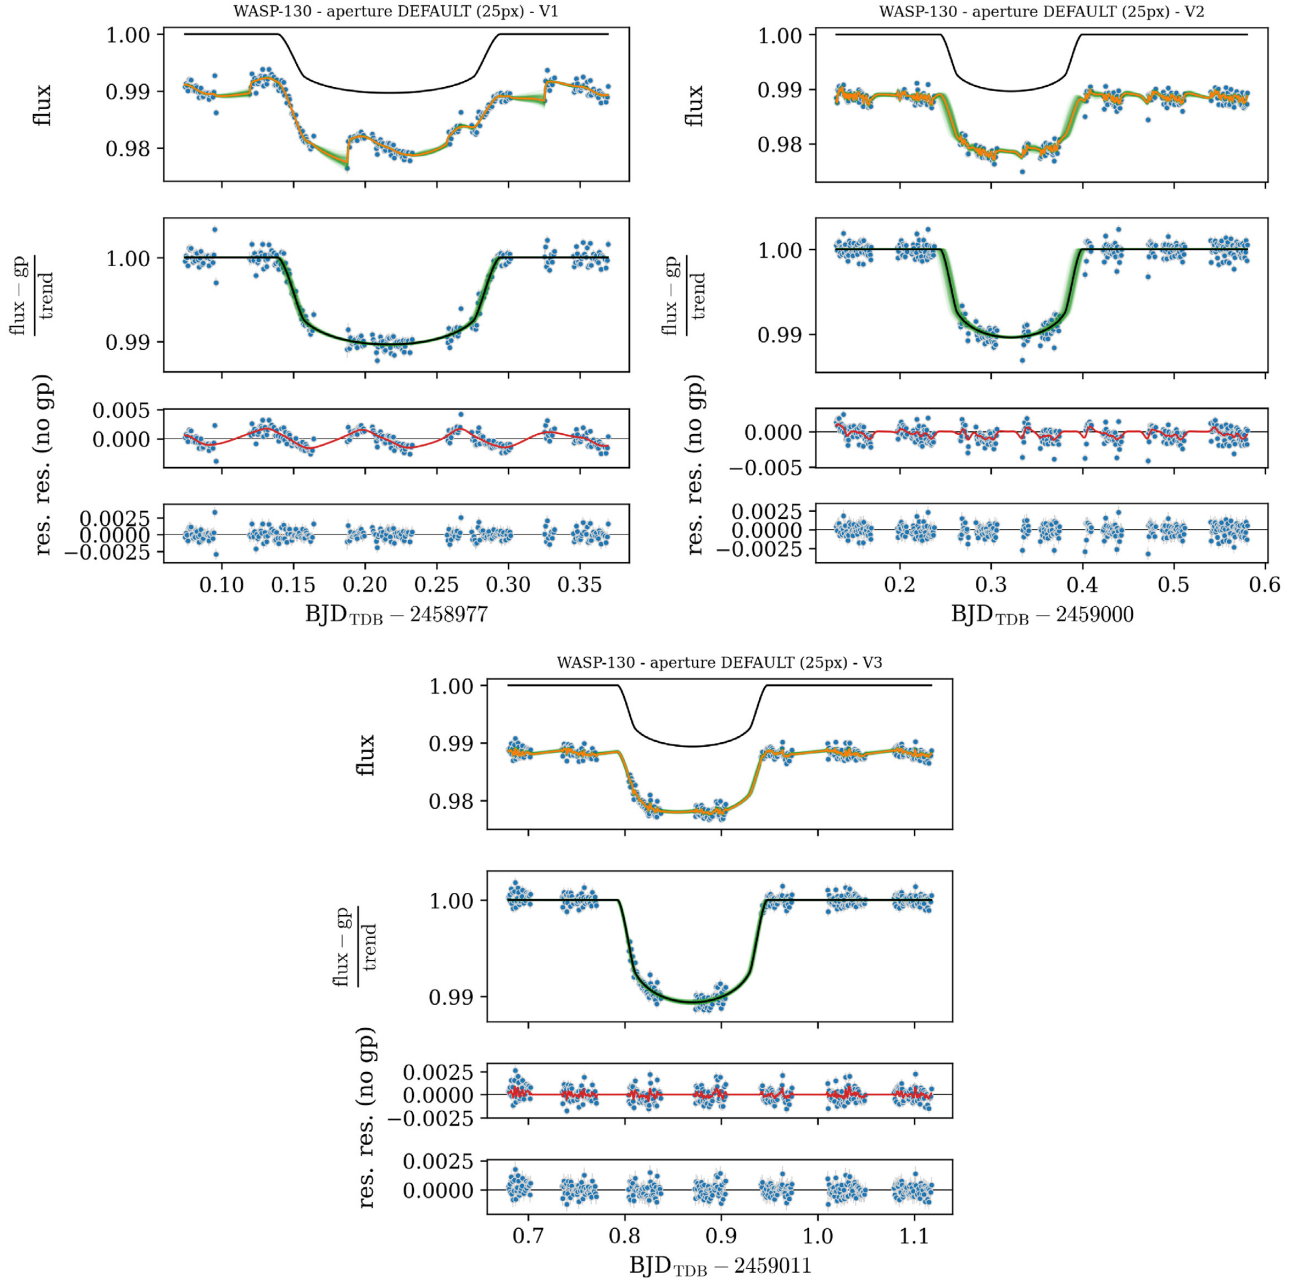 WASP-130 - aperture DEFAULT (25px) - V1
1.00
0.99
0.98
flux
1.00
0.99
flux − gp
trend
0.005
0.000
res. (no gp)
0.0025
0.0000
−0.0025
res.
0.10 0.15 0.20 0.25 0.30 0.35
BJDTDB − 2458977
WASP-130 - aperture DEFAULT (25px) - V2
1.00
0.99
0.98
flux
1.00
0.99
flux − gp
trend
0.000
−0.005
res. (no gp)
0.0025
0.0000
−0.0025
res.
0.2 0.3 0.4 0.5 0.6
BJDTDB − 2459000
WASP-130 - aperture DEFAULT (25px) - V3
1.00
0.99
0.98
flux
1.00
0.99
flux − gp
trend
0.0025
0.0000
−0.0025
res. (no gp)
0.0025
0.0000
res.
0.7 0.8 0.9 1.0 1.1
BJDTDB − 2459011